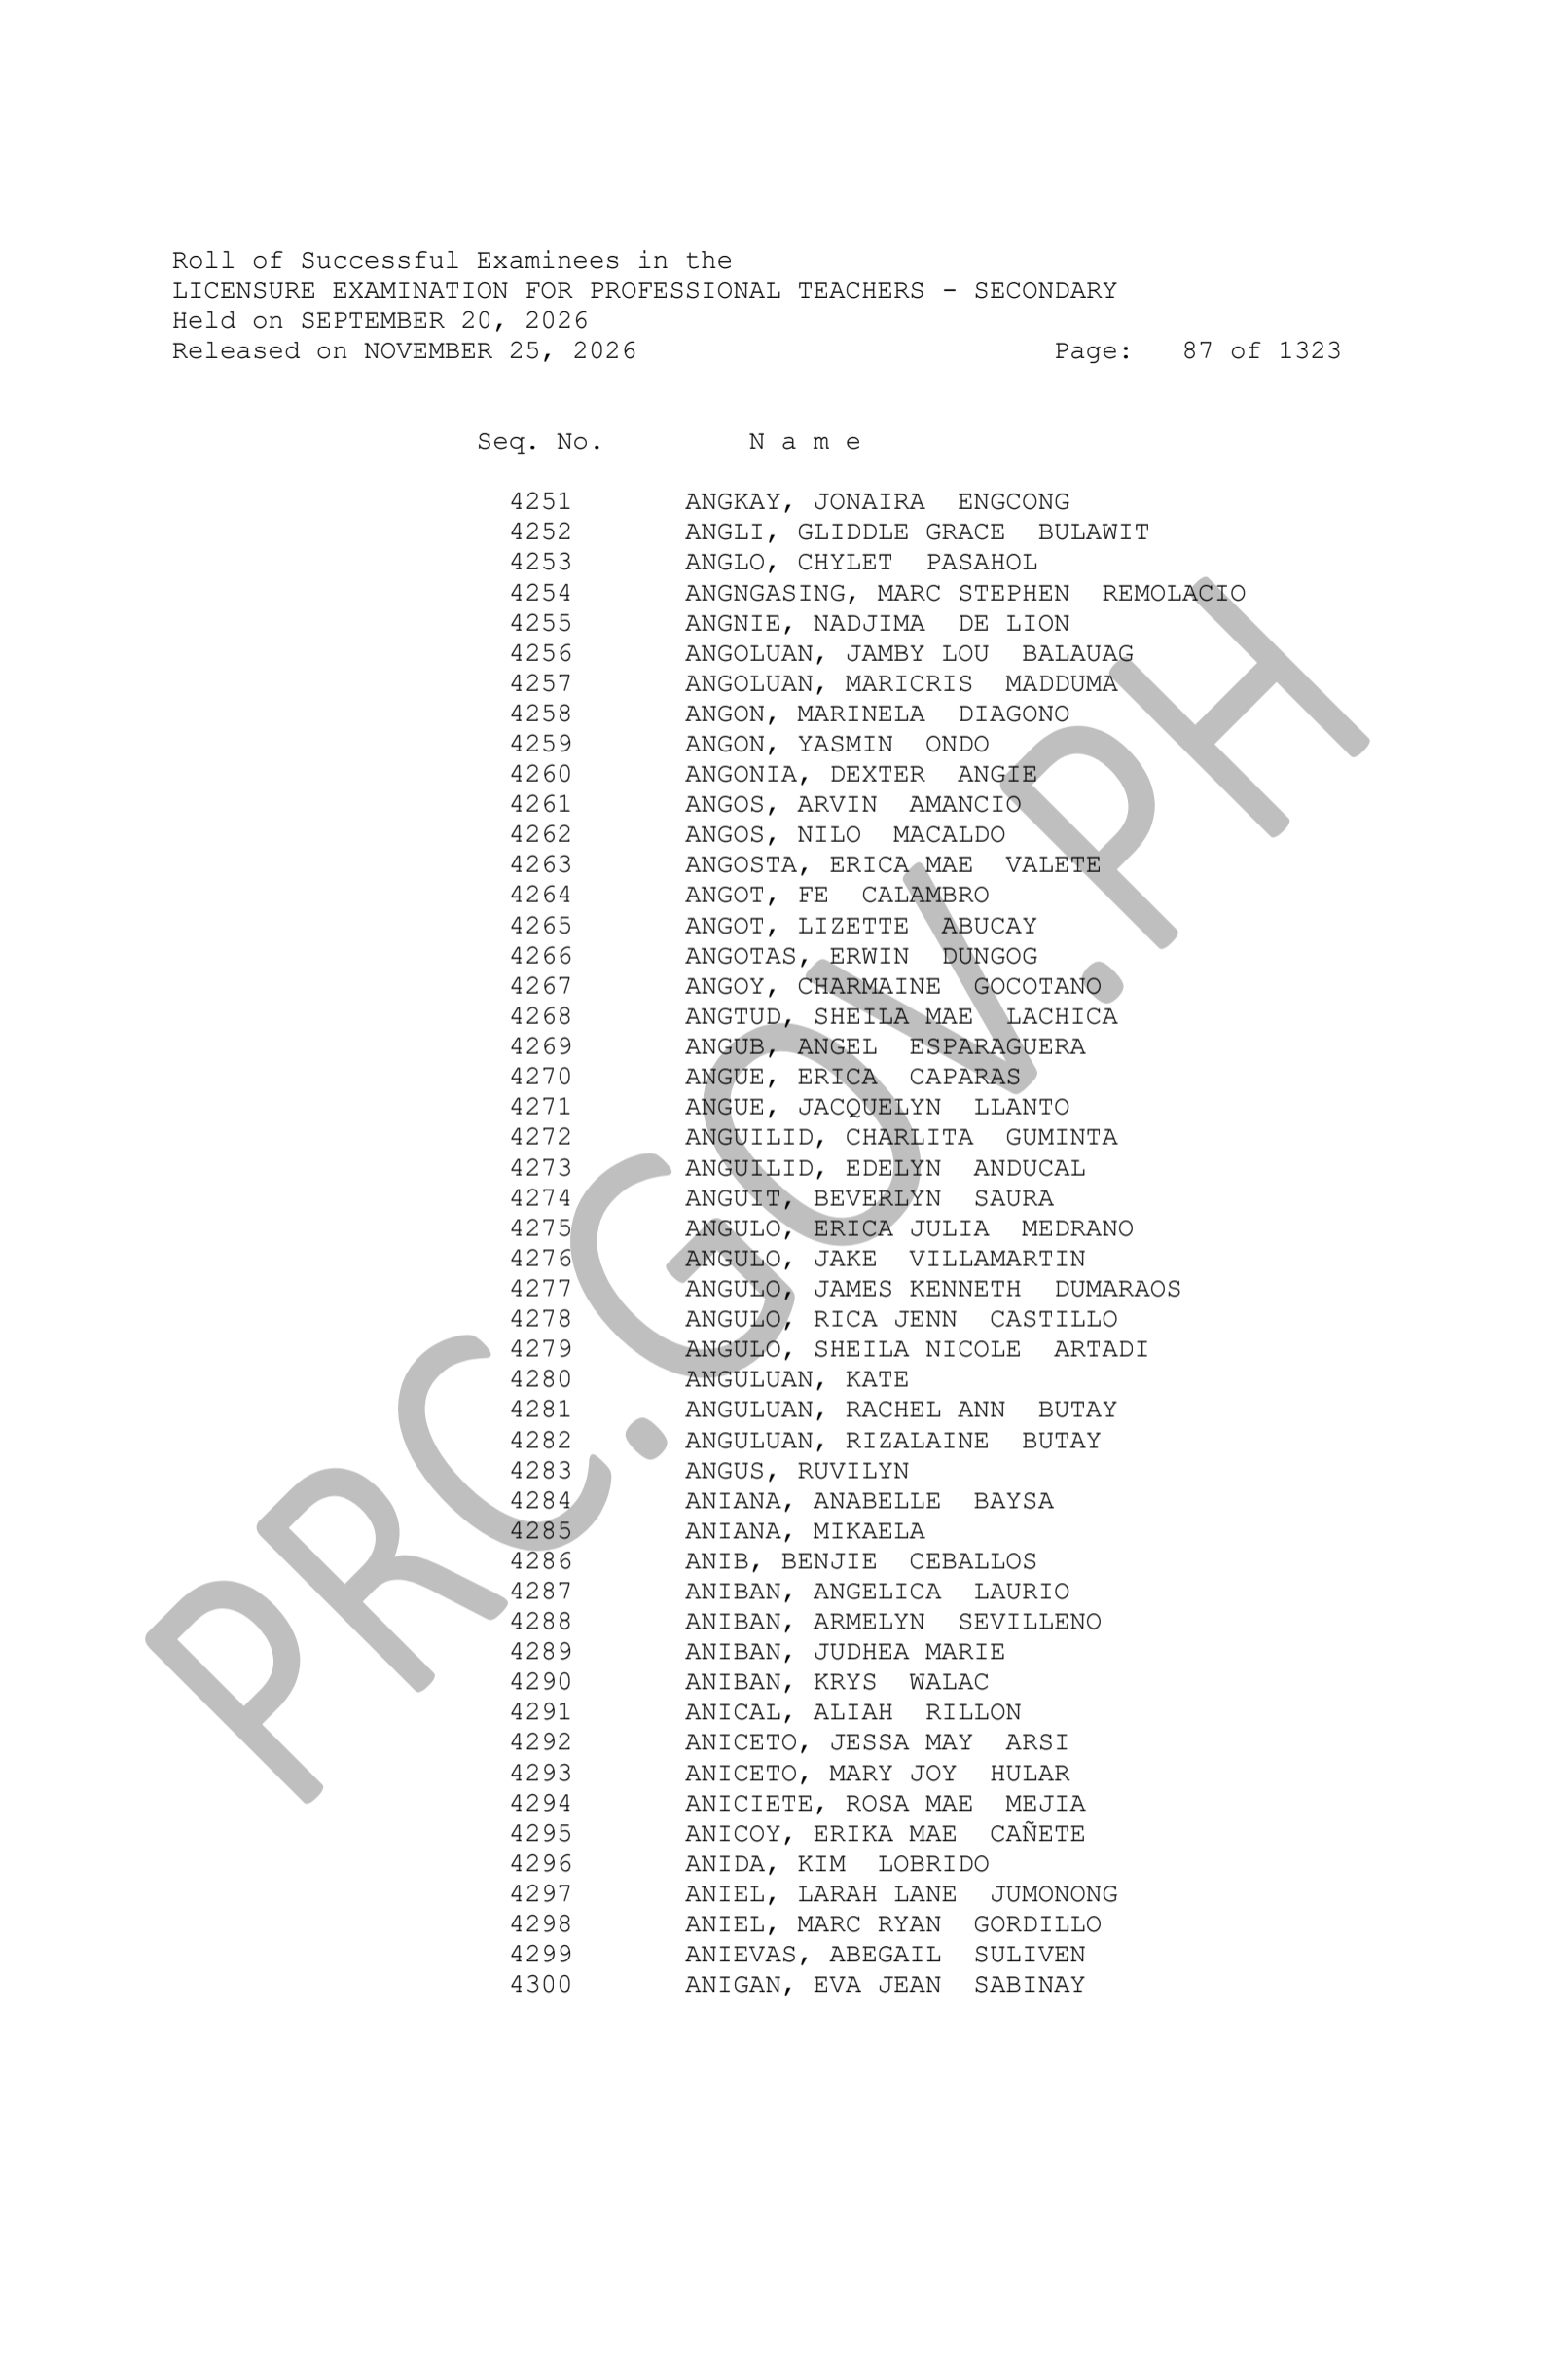 Roll of Successful Examinees in the
LICENSURE EXAMINATION FOR PROFESSIONAL TEACHERS - SECONDARY
Held on SEPTEMBER 20, 2026
Released on NOVEMBER 25, 2026 Page: 87 of 1323
Seq. No. N a m e
4251 ANGKAY, JONAIRA ENGCONG
4252 ANGLI, GLIDDLE GRACE BULAWIT
4253 ANGLO, CHYLET PASAHOL
4254 ANGNGASING, MARC STEPHEN REMOLACIO
4255 ANGNIE, NADJIMA DE LION
4256 ANGOLUAN, JAMBY LOU BALAUAG
4257 ANGOLUAN, MARICRIS MADDUMA
4258 ANGON, MARINELA DIAGONO
4259 ANGON, YASMIN ONDO
4260 ANGONIA, DEXTER ANGIE
4261 ANGOS, ARVIN AMANCIO
4262 ANGOS, NILO MACALDO
4263 ANGOSTA, ERICA MAE VALETE
4264 ANGOT, FE CALAMBRO
4265 ANGOT, LIZETTE ABUCAY
4266 ANGOTAS, ERWIN DUNGOG
4267 ANGOY, CHARMAINE GOCOTANO
4268 ANGTUD, SHEILA MAE LACHICA
4269 ANGUB, ANGEL ESPARAGUERA
4270 ANGUE, ERICA CAPARAS
4271 ANGUE, JACQUELYN LLANTO
4272 ANGUILID, CHARLITA GUMINTA
4273 ANGUILID, EDELYN ANDUCAL
4274 ANGUIT, BEVERLYN SAURA
4275 ANGULO, ERICA JULIA MEDRANO
4276 ANGULO, JAKE VILLAMARTIN
4277 ANGULO, JAMES KENNETH DUMARAOS
4278 ANGULO, RICA JENN CASTILLO
4279 ANGULO, SHEILA NICOLE ARTADI
4280 ANGULUAN, KATE
4281 ANGULUAN, RACHEL ANN BUTAY
4282 ANGULUAN, RIZALAINE BUTAY
4283 ANGUS, RUVILYN
4284 ANIANA, ANABELLE BAYSA
4285 ANIANA, MIKAELA
4286 ANIB, BENJIE CEBALLOS
4287 ANIBAN, ANGELICA LAURIO
4288 ANIBAN, ARMELYN SEVILLENO
4289 ANIBAN, JUDHEA MARIE
4290 ANIBAN, KRYS WALAC
4291 ANICAL, ALIAH RILLON
4292 ANICETO, JESSA MAY ARSI
4293 ANICETO, MARY JOY HULAR
4294 ANICIETE, ROSA MAE MEJIA
4295 ANICOY, ERIKA MAE CAÑETE
4296 ANIDA, KIM LOBRIDO
4297 ANIEL, LARAH LANE JUMONONG
4298 ANIEL, MARC RYAN GORDILLO
4299 ANIEVAS, ABEGAIL SULIVEN
4300 ANIGAN, EVA JEAN SABINAY
PRC.GOV.PH